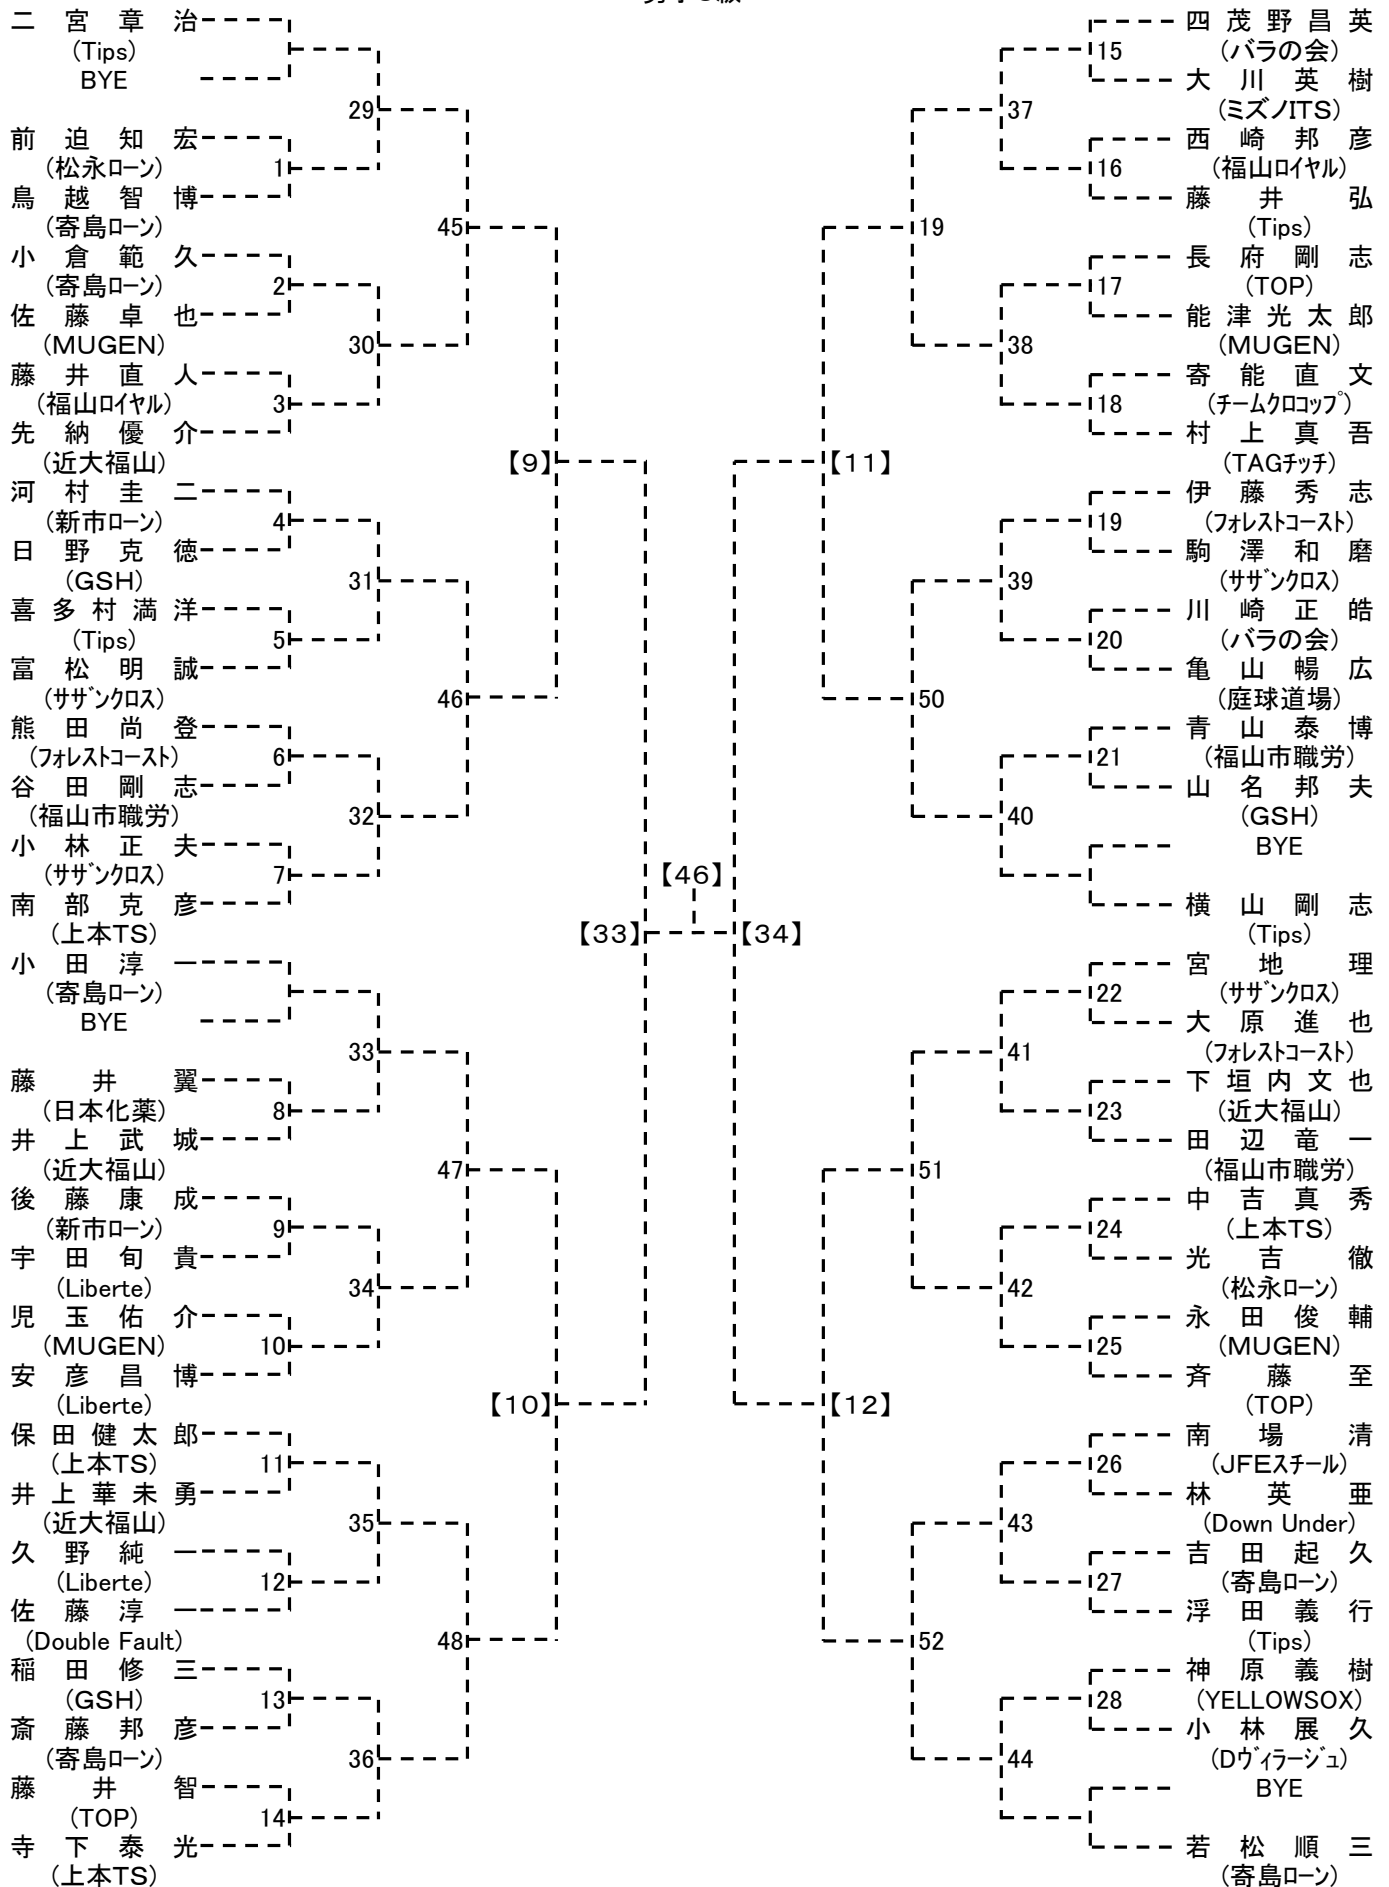 二宮章治
(Tips)
BYE
29
前迫知宏
(松永ローン)
1
鳥越智博
(寄島ローン)
45
小倉範久
(寄島ローン)
2
佐藤卓也
(MUGEN)
30
藤井直人
(福山ロイヤル)
3
先納優介
(近大福山)
【9】
河村圭二
(新市ローン)
4
日野克徳
(GSH)
31
喜多村満洋
(Tips)
5
富松明誠
(サザンクロス)
46
熊田尚登
(フォレストコースト)
6
谷田剛志
(福山市職労)
32
小林正夫
(サザンクロス)
7
南部克彦
(上本TS)
【33】
【46】
【34】
小田淳一
(寄島ローン)
BYE
33
藤井翼
(日本化薬)
8
井上武城
(近大福山)
47
後藤康成
(新市ローン)
9
宇田旬貴
(Liberte)
34
児玉佑介
(MUGEN)
10
安彦昌博
(Liberte)
【10】
保田健太郎
(上本TS)
11
井上華未勇
(近大福山)
35
久野純一
(Liberte)
12
佐藤淳一
(Double Fault)
48
稲田修三
(GSH)
13
斎藤邦彦
(寄島ローン)
36
藤井智
(TOP)
14
寺下泰光
(上本TS)
四茂野昌英
15
(バラの会)
大川英樹
(ミズノITS)
37
西崎邦彦
16
(福山ロイヤル)
藤井弘
(Tips)
19
長府剛志
17
(TOP)
能津光太郎
(MUGEN)
38
寄能直文
18
(チームクロコップ)
村上真吾
(TAGチッチ)
【11】
伊藤秀志
19
(フォレストコースト)
駒澤和磨
(サザンクロス)
39
川崎正皓
20
(バラの会)
亀山暢広
(庭球道場)
50
青山泰博
21
(福山市職労)
山名邦夫
(GSH)
40
BYE
横山剛志
(Tips)
宮地理
22
(サザンクロス)
大原進也
(フォレストコースト)
41
下垣内文也
23
(近大福山)
田辺竜一
(福山市職労)
51
中吉真秀
24
(上本TS)
光吉徹
(松永ローン)
42
永田俊輔
25
(MUGEN)
斉藤至
(TOP)
【12】
南場清
26
(JFEスチール)
林英亜
(Down Under)
43
吉田起久
27
(寄島ローン)
浮田義行
(Tips)
52
神原義樹
28
(YELLOWSOX)
小林展久
(Dヴィラージュ)
44
BYE
若松順三
(寄島ローン)